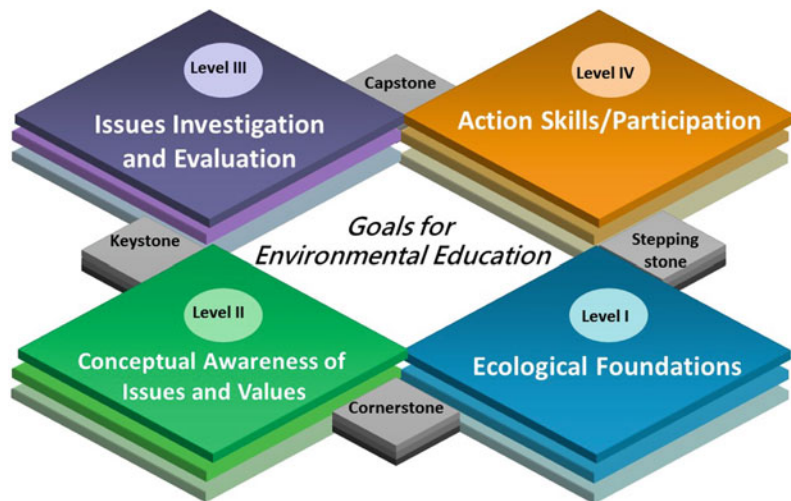 Level III
Issues Investigation
and Evaluation
Capstone
Level IV
Action Skills/Participation
Keystone
Goals for
Environmental Education
Stepping
stone
Level II
Conceptual Awareness of
Issues and Values
Cornerstone
Level I
Ecological Foundations